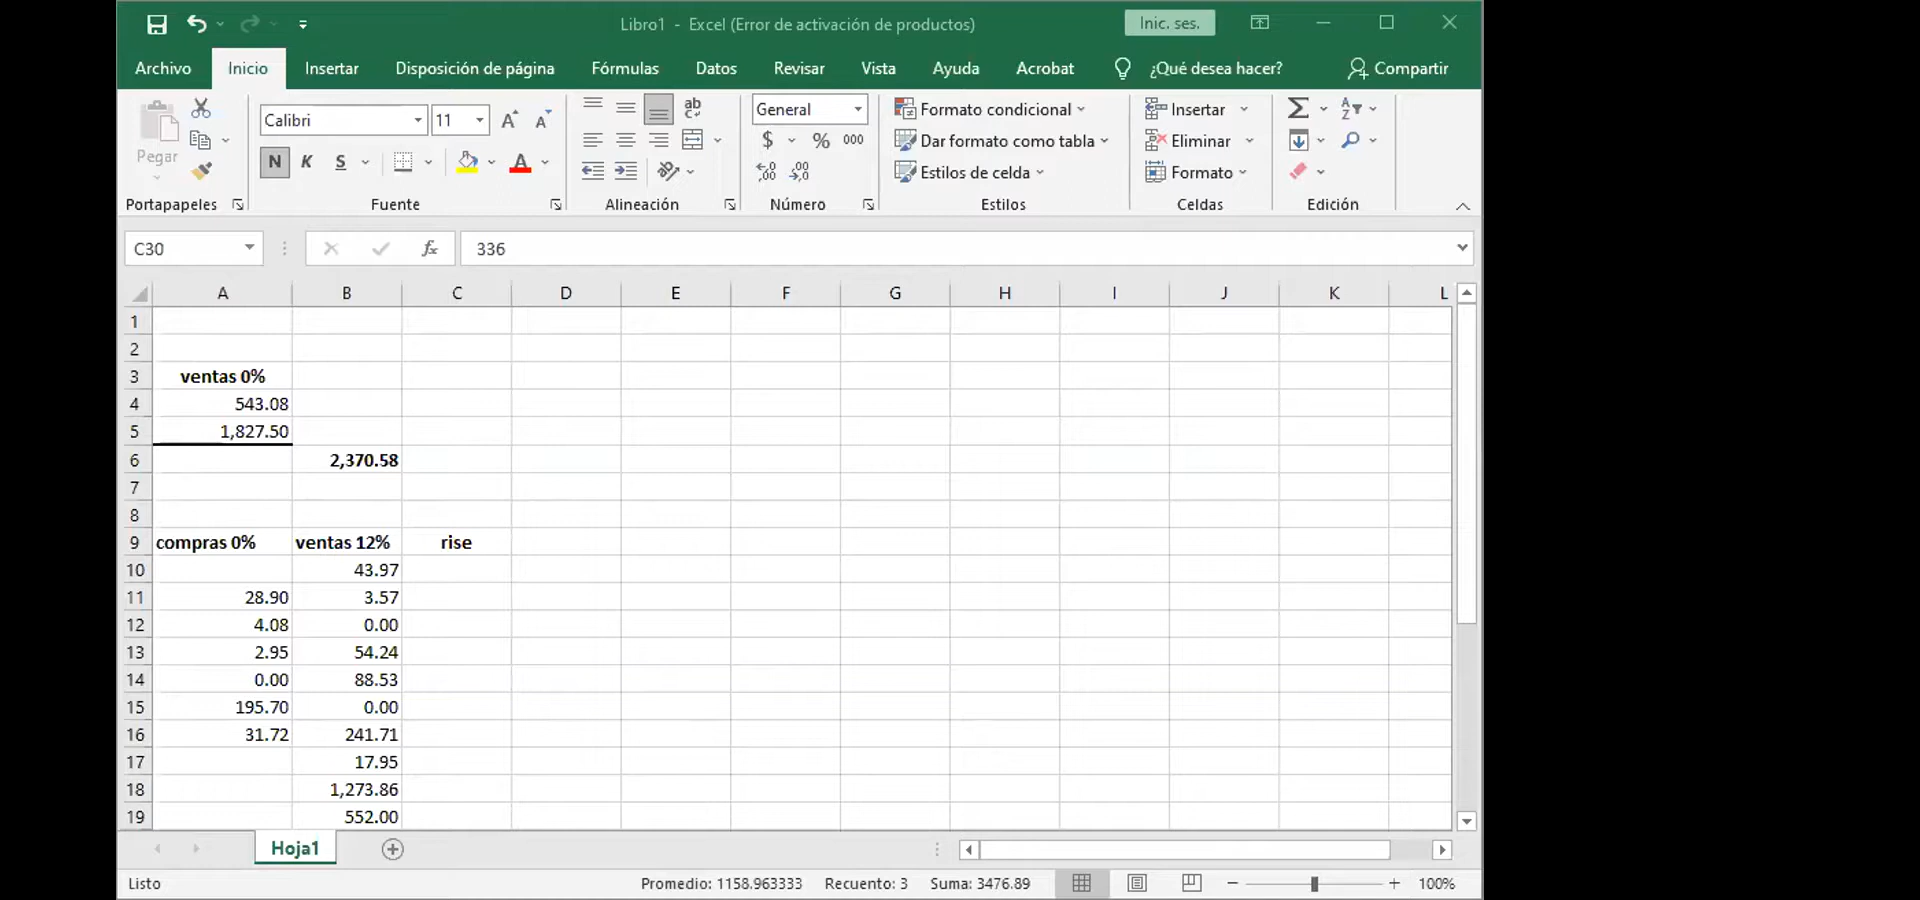 Libro1 - Excel (Error de activación de productos) Inic. ses.
Archivo Inicio Insertar Disposición de página Fórmulas Datos Revisar Vista Ayuda Acrobat ¿Qué desea hacer? Compartir
Pegar
Portapapeles
Calibri 11
N K S A
Fuente
ab
Alineación
General
$ % 000
Número
Formato condicional
Dar formato como tabla
Estilos de celda
Estilos
Insertar
Eliminar
Formato
Celdas
Edición
C30 fx 336
A B C D E F G H I J K L
1
2
3 ventas 0%
4 543.08
5 1,827.50
6 2,370.58
7
8
9 compras 0% ventas 12% rise
10 43.97
11 28.90 3.57
12 4.08 0.00
13 2.95 54.24
14 0.00 88.53
15 195.70 0.00
16 31.72 241.71
17 17.95
18 1,273.86
19 552.00
Hoja1
Listo Promedio: 1158.963333 Recuento: 3 Suma: 3476.89 100%